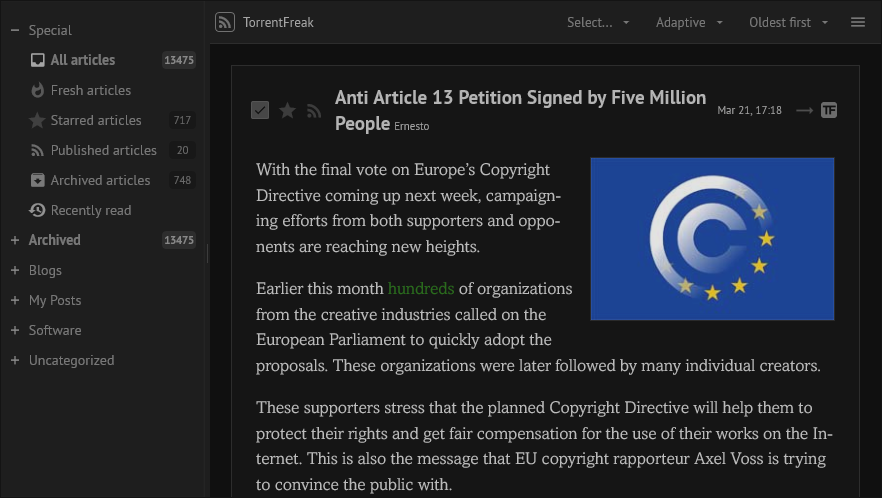 Special
All articles 13475
Fresh articles
Starred articles 717
Published articles 20
Archived articles 748
Recently read
Archived 13475
Blogs
My Posts
Software
Uncategorized
TorrentFreak Select... Adaptive Oldest first
Anti Article 13 Petition Signed by Five Million
People Ernesto
Mar 21, 17:18 TF
With the final vote on Europe’s Copyright
Directive coming up next week, campaign-
ing efforts from both supporters and oppo-
nents are reaching new heights.
Earlier this month hundreds of organizations
from the creative industries called on the
European Parliament to quickly adopt the
proposals. These organizations were later followed by many individual creators.
These supporters stress that the planned Copyright Directive will help them to
protect their rights and get fair compensation for the use of their works on the In-
ternet. This is also the message that EU copyright rapporteur Axel Voss is trying
to convince the public with.